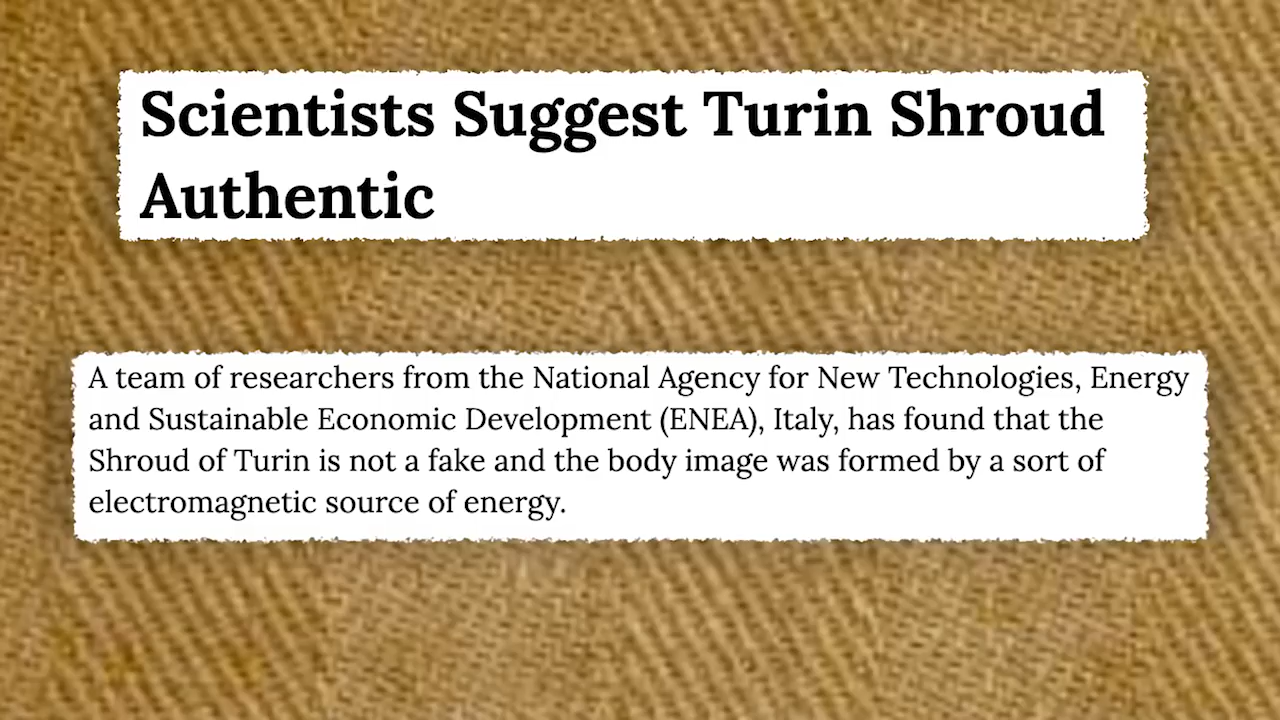 Scientists Suggest Turin Shroud
Authentic
A team of researchers from the National Agency for New Technologies, Energy
and Sustainable Economic Development (ENEA), Italy, has found that the
Shroud of Turin is not a fake and the body image was formed by a sort of
electromagnetic source of energy.